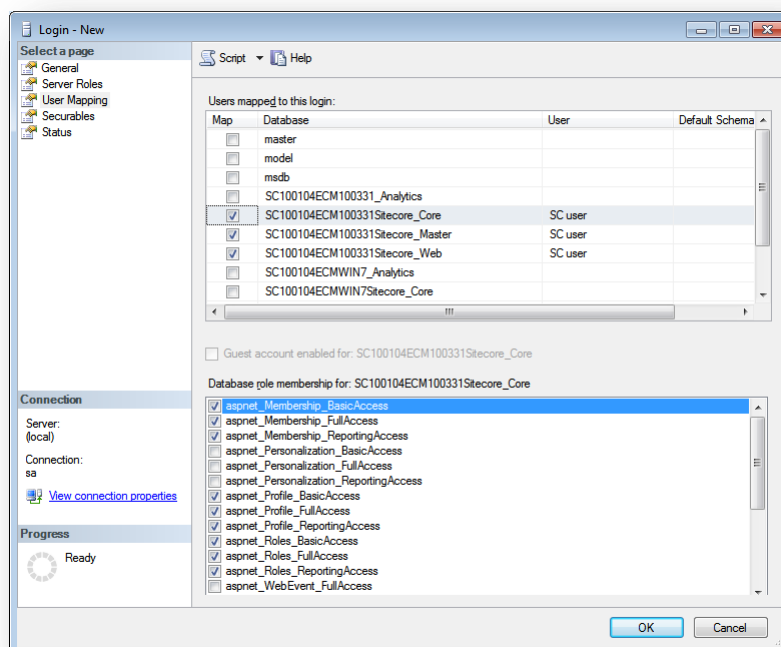 Login - New
Select a page
General
Server Roles
User Mapping
Securables
Status
Script Help
Users mapped to this login:
Map Database User Default Schema
master
model
msdb
SC100104ECM100331_Analytics
SC100104ECM100331Sitecore_Core SC user
SC100104ECM100331Sitecore_Master SC user
SC100104ECM100331Sitecore_Web SC user
SC100104ECMWIN7_Analytics
SC100104ECMWIN7Sitecore_Core
Guest account enabled for: SC100104ECM100331Sitecore_Core
Database role membership for: SC100104ECM100331Sitecore_Core
aspnet_Membership_BasicAccess
aspnet_Membership_FullAccess
aspnet_Membership_ReportingAccess
aspnet_Personalization_BasicAccess
aspnet_Personalization_FullAccess
aspnet_Personalization_ReportingAccess
aspnet_Profile_BasicAccess
aspnet_Profile_FullAccess
aspnet_Profile_ReportingAccess
aspnet_Roles_BasicAccess
aspnet_Roles_FullAccess
aspnet_Roles_ReportingAccess
aspnet_WebEvent_FullAccess
Connection
Server:
(local)
Connection:
sa
View connection properties
Progress
Ready
OK Cancel